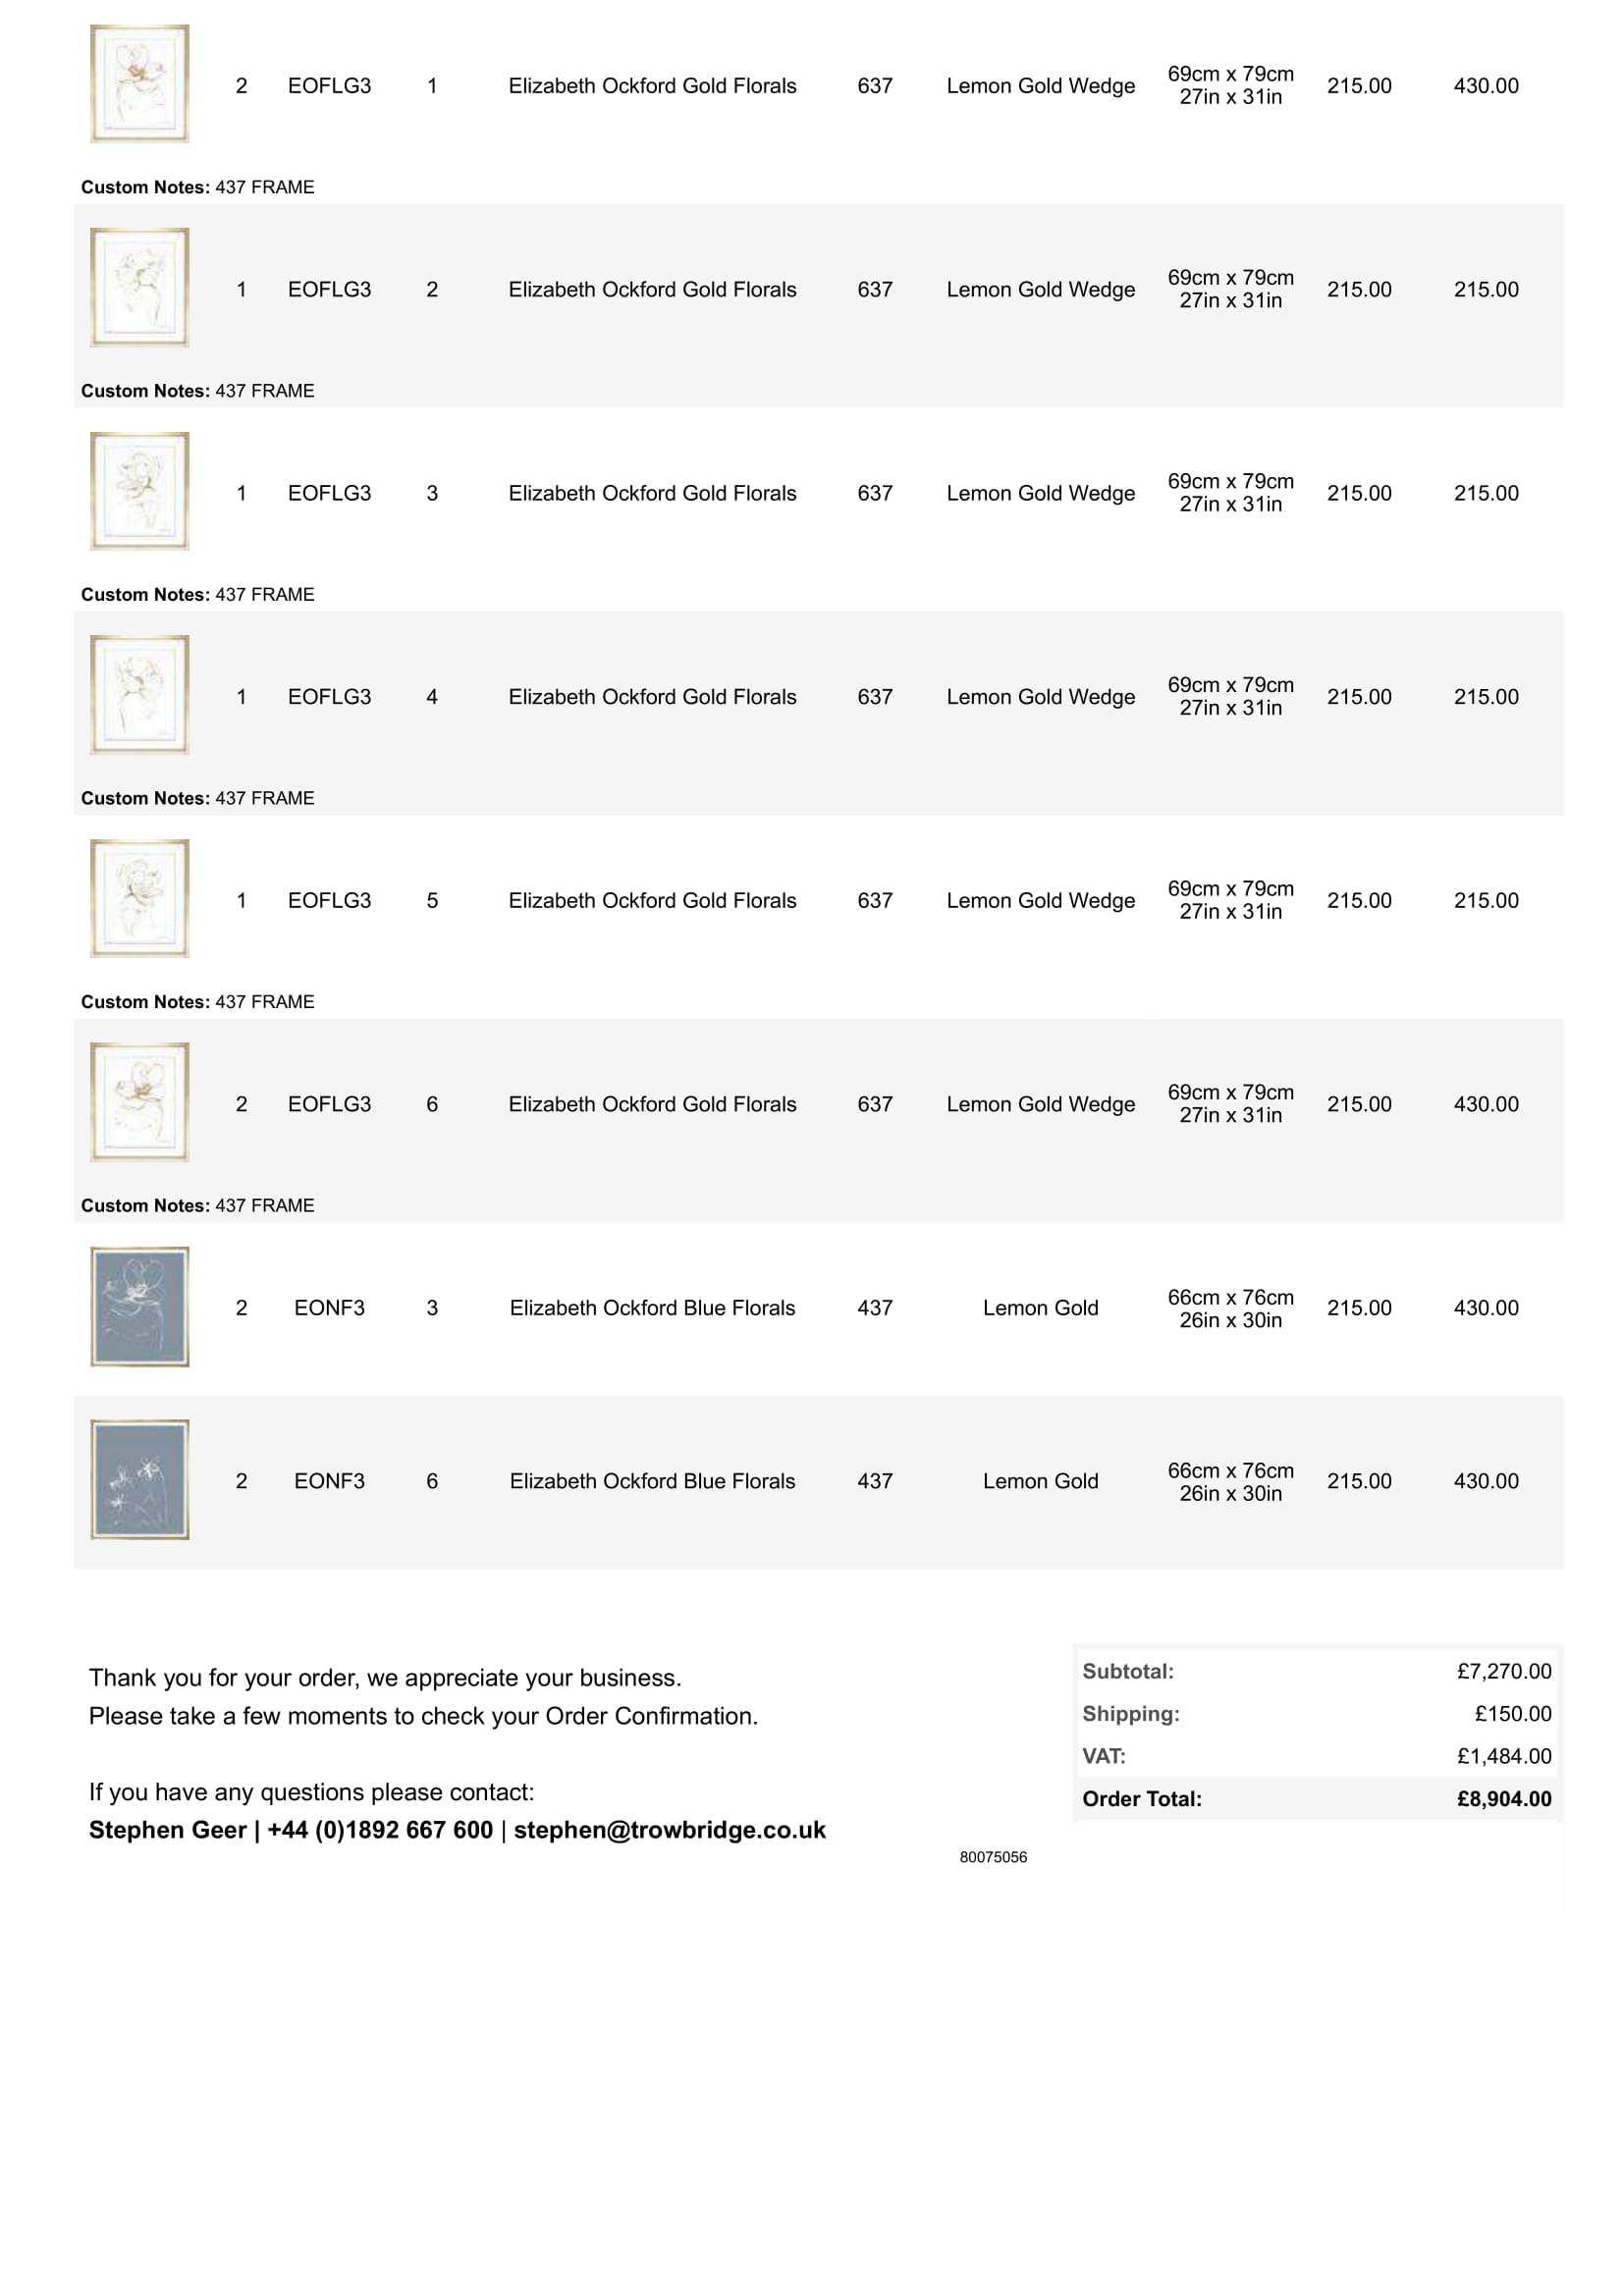 2 EOFLG3 1 Elizabeth Ockford Gold Florals 637 Lemon Gold Wedge 69cm x 79cm 215.00 430.00
27in x 31in
Custom Notes: 437 FRAME
1 EOFLG3 2 Elizabeth Ockford Gold Florals 637 Lemon Gold Wedge 69cm x 79cm 215.00 215.00
27in x 31in
Custom Notes: 437 FRAME
1 EOFLG3 3 Elizabeth Ockford Gold Florals 637 Lemon Gold Wedge 69cm x 79cm 215.00 215.00
27in x 31in
Custom Notes: 437 FRAME
1 EOFLG3 4 Elizabeth Ockford Gold Florals 637 Lemon Gold Wedge 69cm x 79cm 215.00 215.00
27in x 31in
Custom Notes: 437 FRAME
1 EOFLG3 5 Elizabeth Ockford Gold Florals 637 Lemon Gold Wedge 69cm x 79cm 215.00 215.00
27in x 31in
Custom Notes: 437 FRAME
2 EOFLG3 6 Elizabeth Ockford Gold Florals 637 Lemon Gold Wedge 69cm x 79cm 215.00 430.00
27in x 31in
Custom Notes: 437 FRAME
2 EONF3 3 Elizabeth Ockford Blue Florals 437 Lemon Gold 66cm x 76cm 215.00 430.00
26in x 30in
2 EONF3 6 Elizabeth Ockford Blue Florals 437 Lemon Gold 66cm x 76cm 215.00 430.00
26in x 30in
Thank you for your order, we appreciate your business.
Please take a few moments to check your Order Confirmation.
If you have any questions please contact:
Stephen Geer | +44 (0)1892 667 600 | stephen@trowbridge.co.uk
Subtotal: £7,270.00
Shipping: £150.00
VAT: £1,484.00
Order Total: £8,904.00
80075056